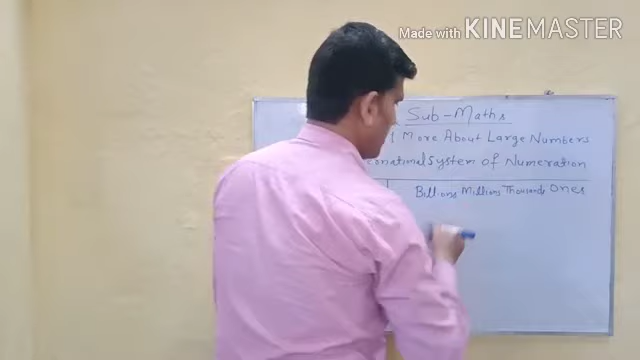 Made with KINEMASTER
Sub-Maths
More About Large Numbers
System of Numeration
Billions Millions Thousands Ones